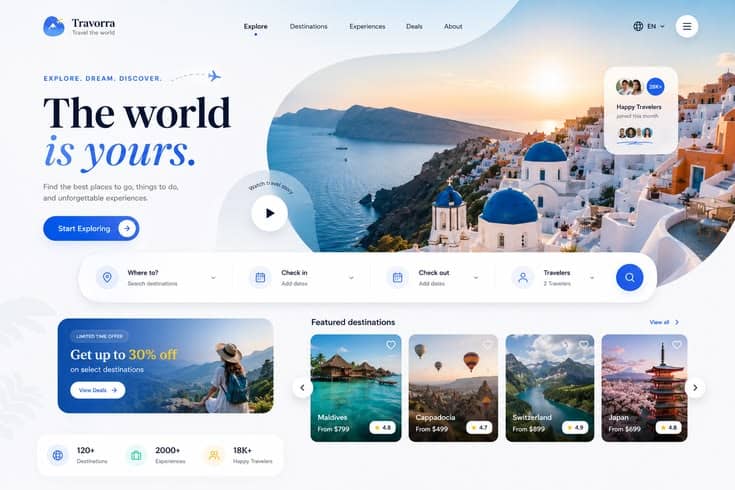 Travorra
Travel the world
Explore
Destinations
Experiences
Deals
About
EN
EXPLORE. DREAM. DISCOVER.
The world
is yours.
Find the best places to go, things to do,
and unforgettable experiences.
Start Exploring
Watch travel story
28K+
Happy Travelers
joined this month
Where to?
Search destinations
Check in
Add dates
Check out
Add dates
Travelers
2 Travelers
LIMITED TIME OFFER
Get up to 30% off
on select destinations
View Deals
Featured destinations
View all
Maldives
From $799
4.8
Cappadocia
From $499
4.7
Switzerland
From $899
4.9
Japan
From $699
4.8
120+
Destinations
2000+
Experiences
18K+
Happy Travelers